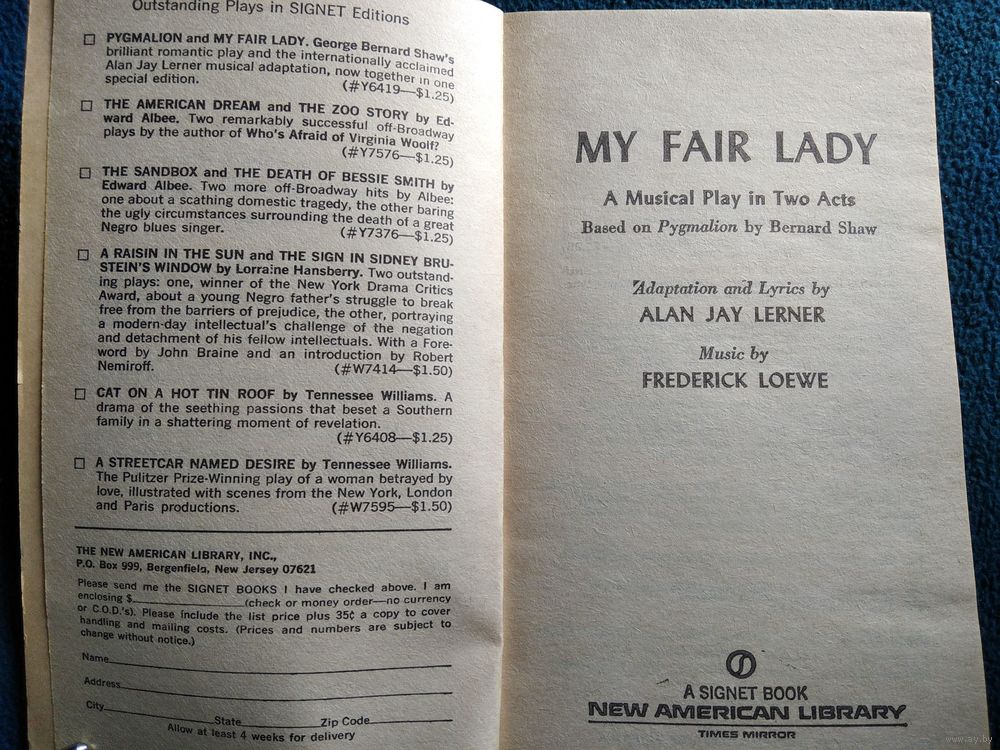 Outstanding Plays in SIGNET Editions
□ PYGMALION and MY FAIR LADY. George Bernard Shaw's
brilliant romantic play and the internationally acclaimed
Alan Jay Lerner musical adaptation, now together in one
special edition. (#Y6419—$1.25)
□ THE AMERICAN DREAM and THE ZOO STORY by Ed-
ward Albee. Two remarkably successful off-Broadway
plays by the author of Who's Afraid of Virginia Woolf?
(#Y7576—$1.25)
□ THE SANDBOX and THE DEATH OF BESSIE SMITH by
Edward Albee. Two more off-Broadway hits by Albee:
one about a scathing domestic tragedy, the other baring
the ugly circumstances surrounding the death of a great
Negro blues singer. (#Y7376—$1.25)
□ A RAISIN IN THE SUN and THE SIGN IN SIDNEY BRU-
STEIN'S WINDOW by Lorraine Hansberry. Two outstand-
ing plays: one, winner of the New York Drama Critics
Award, about a young Negro father's struggle to break
free from the barriers of prejudice, the other, portraying
a modern-day intellectual's challenge of the negation
and detachment of his fellow intellectuals. With a Fore-
word by John Braine and an introduction by Robert
Nemiroff. (#W7414—$1.50)
□ CAT ON A HOT TIN ROOF by Tennessee Williams. A
drama of the seething passions that beset a Southern
family in a shattering moment of revelation.
(#Y6408—$1.25)
□ A STREETCAR NAMED DESIRE by Tennessee Williams.
The Pulitzer Prize-Winning play of a woman betrayed by
love, illustrated with scenes from the New York, London
and Paris productions. (#W7595—$1.50)
THE NEW AMERICAN LIBRARY, INC.,
P.O. Box 999, Bergenfield, New Jersey 07621
Please send me the SIGNET BOOKS I have checked above. I am
enclosing $____________(check or money order—no currency
or C.O.D.'s). Please include the list price plus 35¢ a copy to cover
handling and mailing costs. (Prices and numbers are subject to
change without notice.)
Name____________
Address____________
City____________State____________Zip Code____________
Allow at least 4 weeks for delivery
MY FAIR LADY
A Musical Play in Two Acts
Based on Pygmalion by Bernard Shaw
Adaptation and Lyrics by
ALAN JAY LERNER
Music by
FREDERICK LOEWE
A SIGNET BOOK
NEW AMERICAN LIBRARY
TIMES MIRROR
www.ay.by